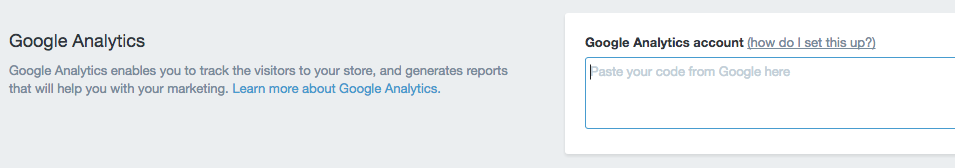 Google Analytics
Google Analytics enables you to track the visitors to your store, and generates reports
that will help you with your marketing. Learn more about Google Analytics.
Google Analytics account (how do I set this up?)
Paste your code from Google here